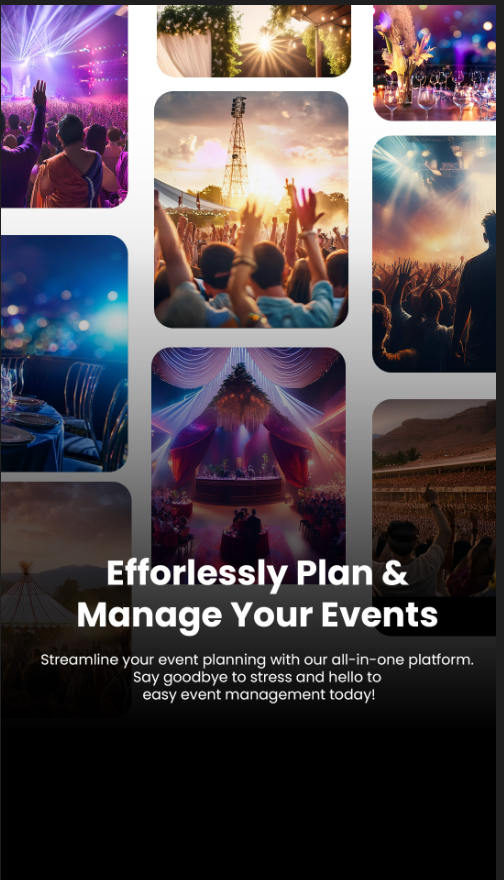 Efforlessly Plan &
Manage Your Events
Streamline your event planning with our all-in-one platform.
Say goodbye to stress and hello to
easy event management today!